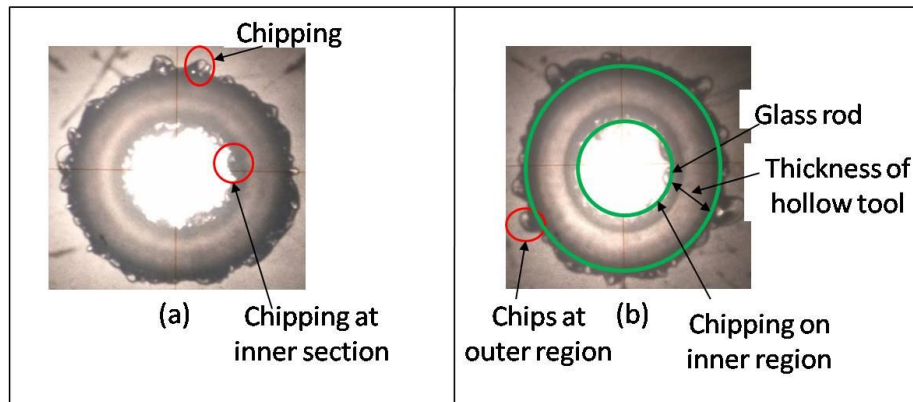 Chipping
(a)
Chipping at
inner section
Glass rod
Thickness of
hollow tool
Chips at
outer region
(b)
Chipping on
inner region